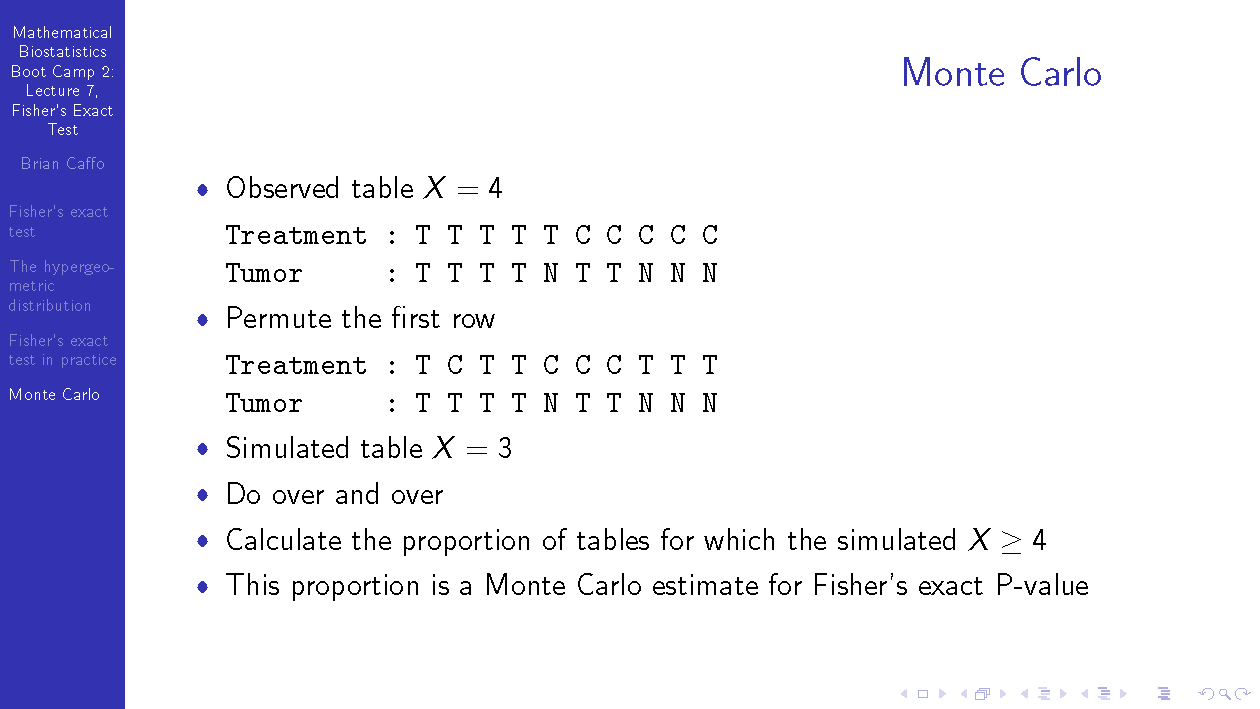 Mathematical
Biostatistics
Boot Camp 2:
Lecture 7,
Fisher's Exact
Test
Brian Caffo
Fisher's exact
test
The hypergeo-
metric
distribution
Fisher's exact
test in practice
Monte Carlo
Monte Carlo
• Observed table X = 4
Treatment : T T T T T C C C C C
Tumor : T T T T N T T N N N
• Permute the first row
Treatment : T C T T C C C T T T
Tumor : T T T T N T T N N N
• Simulated table X = 3
• Do over and over
• Calculate the proportion of tables for which the simulated X ≥ 4
• This proportion is a Monte Carlo estimate for Fisher's exact P-value